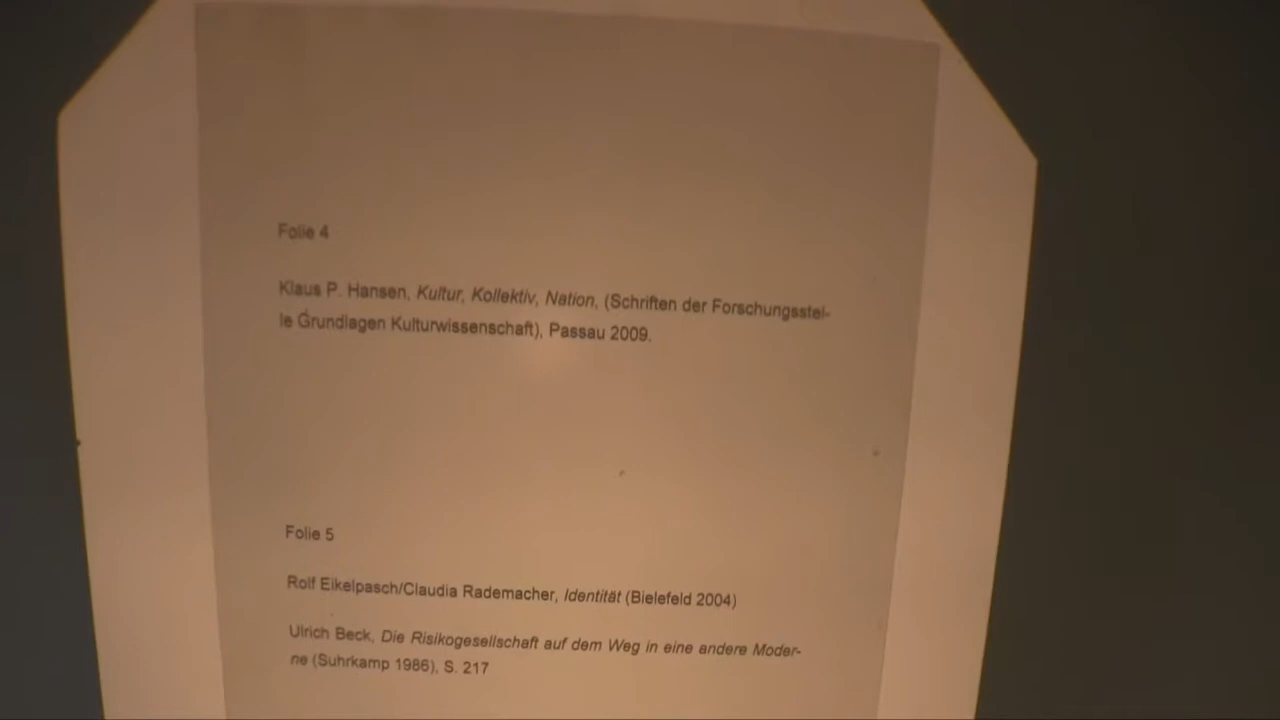 Folie 4
Klaus P. Hansen, Kultur, Kollektiv, Nation, (Schriften der Forschungsstel-
le Grundlagen Kulturwissenschaft), Passau 2009.
Folie 5
Rolf Eikelpasch/Claudia Rademacher, Identität (Bielefeld 2004)
Ulrich Beck, Die Risikogesellschaft auf dem Weg in eine andere Moder-
ne (Suhrkamp 1986), S. 217